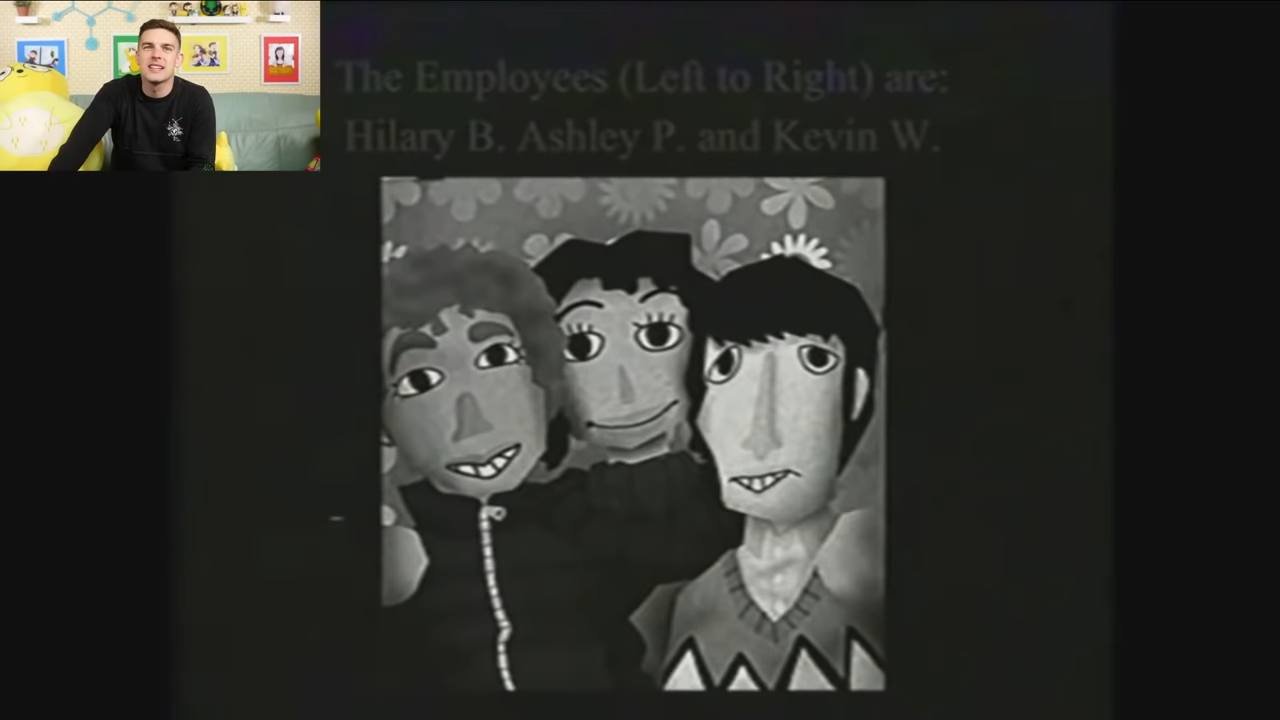 The Employees (Left to Right) are:
Hilary B. Ashley P. and Kevin W.